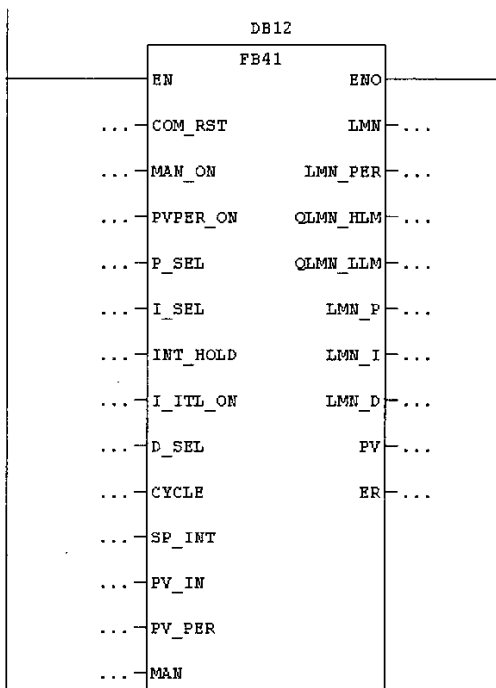 DB12
FB41
EN ENO
... COM_RST LMN ...
... MAN_ON LMN_PER ...
... PVPER_ON QLMN_HLM ...
... P_SEL QLMN_LLM ...
... I_SEL LMN_P ...
... INT_HOLD LMN_I ...
... I_ITL_ON LMN_D ...
... D_SEL PV ...
... CYCLE ER ...
... SP_INT
... PV_IN
... PV_PER
... MAN